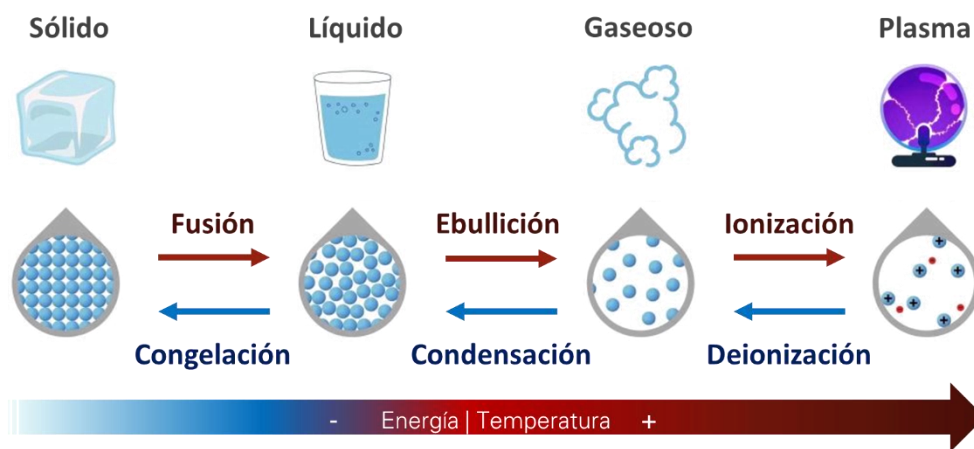 Sólido
Líquido
Gaseoso
Plasma
Fusión
Ebullición
Ionización
Congelación
Condensación
Deionización
- Energía | Temperatura +